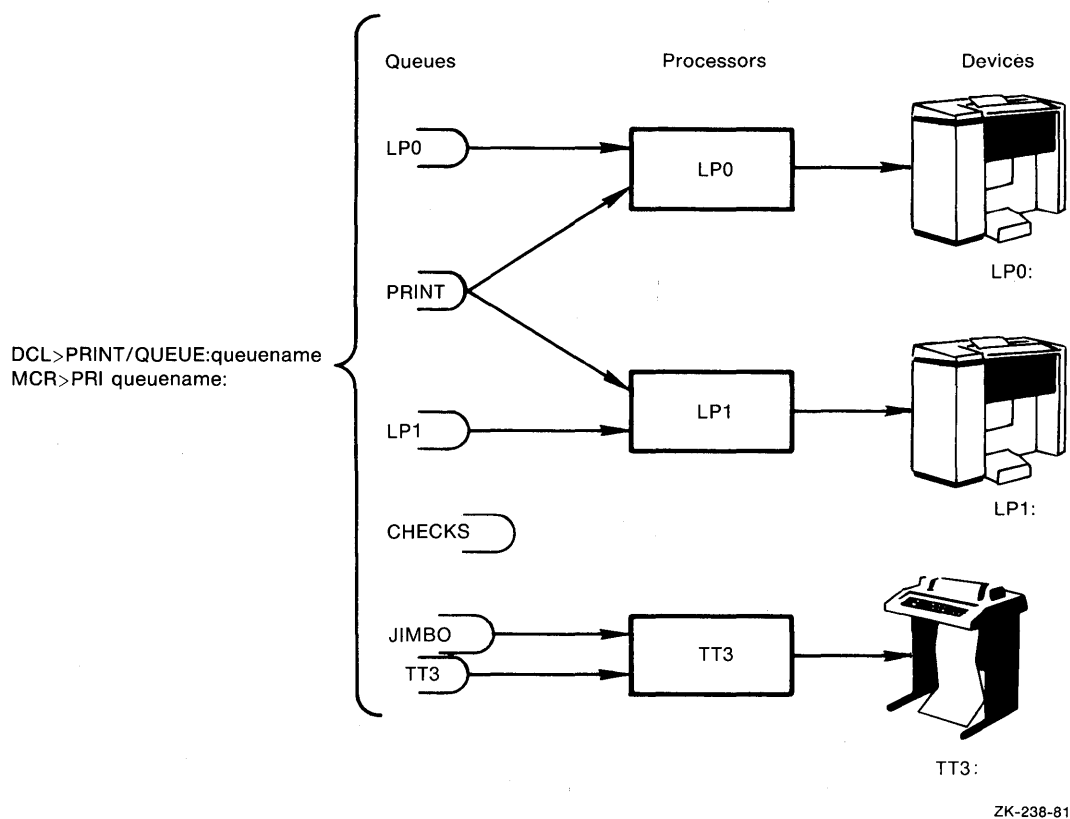 Queues Processors Devices
LP0 LP0
LP0:
PRINT
DCL>PRINT/QUEUE:queuename
MCR>PRI queuename:
LP1 LP1
LP1:
CHECKS
JIMBO
TT3 TT3
TT3:
ZK-238-81